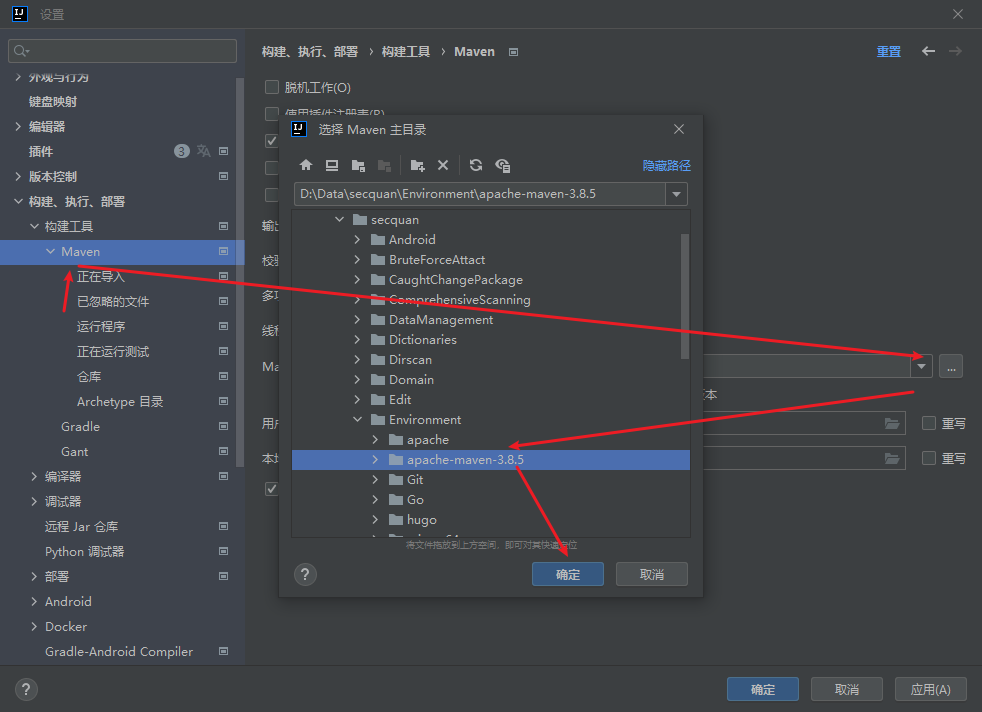 设置
构建、执行、部署 › 构建工具 › Maven
重置
外观与行为
键盘映射
编辑器
插件
3
版本控制
构建、执行、部署
构建工具
Maven
正在导入
已忽略的文件
运行程序
正在运行测试
仓库
Archetype 目录
Gradle
Gant
编译器
调试器
远程 Jar 仓库
Python 调试器
部署
Android
Docker
Gradle-Android Compiler
脱机工作(O)
使用插件注册表(R)
输出
校验
多项
线程
Ma
本
用户
重写
本地
重写
...
选择 Maven 主目录
隐藏路径
D:\Data\secquan\Environment\apache-maven-3.8.5
secquan
Android
BruteForceAttact
CaughtChangePackage
ComprehensiveScanning
DataManagement
Dictionaries
Dirscan
Domain
Edit
Environment
apache
apache-maven-3.8.5
Git
Go
hugo
将文件拖放到上方空间，即可对其快速定位
?
确定
取消
?
确定
取消
应用(A)